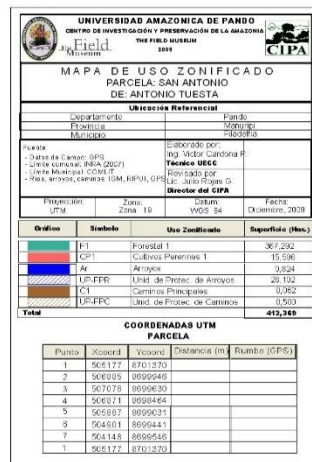 UNIVERSIDAD AMAZONICA DE PANDO
CENTRO DE INVESTIGACIÓN Y PRESERVACIÓN DE LA AMAZONIA
THE FIELD MUSEUM
2009
The Field Museum
CIPA
MAPA DE USO ZONIFICADO
PARCELA: SAN ANTONIO
DE: ANTONIO TUESTA
Ubicación Referencial
Departamento Pando
Provincia Manuripi
Municipio Filadelfia
Fuente
- Datos de Campo: GPS
- Límite comunal: INRA (2007)
- Límite Municipal: COMLIT
- Rios, arroyos, caminos: IGM, RIPUI, GPS
Elaborado por:
Ing. Victor Cardona P.
Técnico UECC
Revisado por
Lic. Julio Rojas G.
Director del CIPA
Proyección: UTM
Zona: Zona 19
Datum: WGS 84
Fecha: Diciembre, 2009
Gráfico Símbolo Uso Zonificado Superficie (Has.)
F1 Forestal 1 367,292
CP1 Cultivos Perennes 1 15,596
Ar Arroyos 0,824
UP-FPR Unid. de Protec. de Arroyos 28,102
C1 Caminos Principales 0,062
UP-FPC Unid. de Protec. de Caminos 0,503
Total 412,369
COORDENADAS UTM
PARCELA
Punto Xcoord Ycoord Distancia (m) Rumbo (GPS)
1 505177 8701370
2 506885 8699946
3 507078 8699630
4 506871 8698464
5 505887 8699031
6 504901 8699441
7 504148 8699546
1 505177 8701370